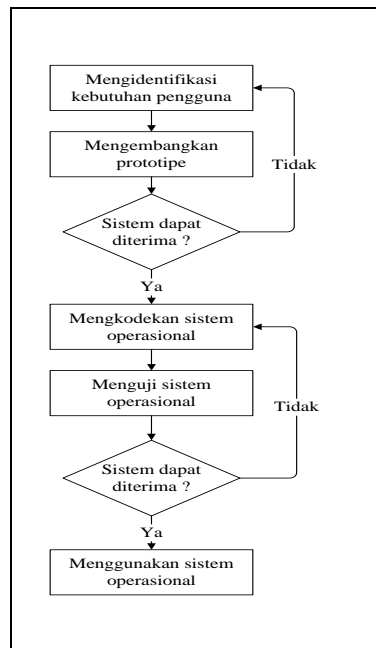 Mengidentifikasi
kebutuhan pengguna
Mengembangkan
prototipe
Tidak
Sistem dapat
diterima ?
Ya
Mengkodekan sistem
operasional
Menguji sistem
operasional
Tidak
Sistem dapat
diterima ?
Ya
Menggunakan sistem
operasional